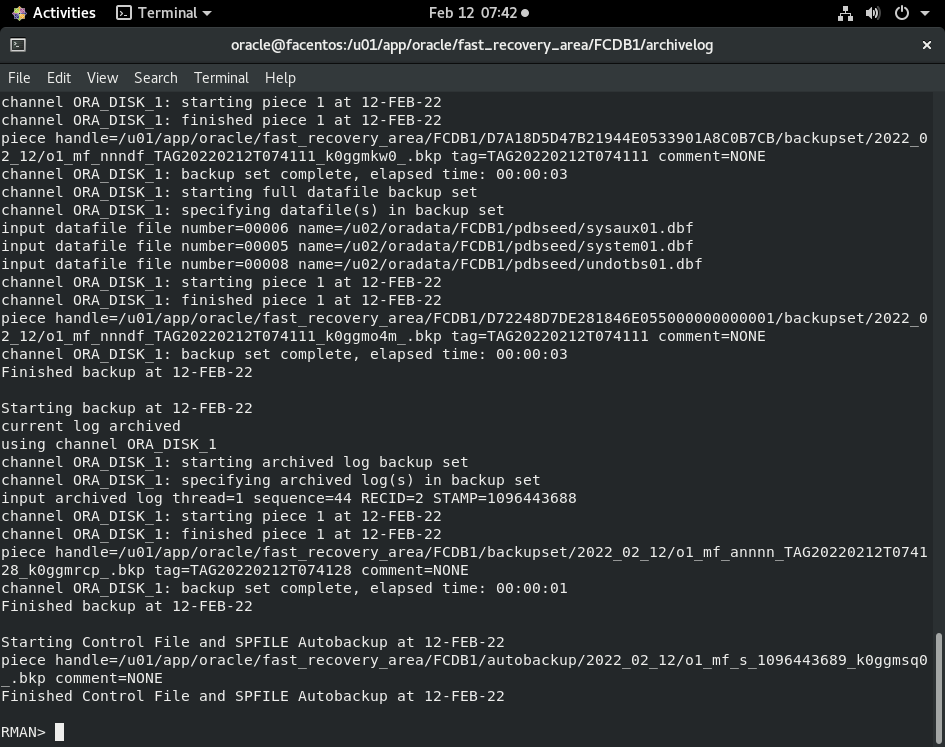 Activities Terminal Feb 12 07:42
oracle@facentos:/u01/app/oracle/fast_recovery_area/FCDB1/archivelog
File Edit View Search Terminal Help
channel ORA_DISK_1: starting piece 1 at 12-FEB-22
channel ORA_DISK_1: finished piece 1 at 12-FEB-22
piece handle=/u01/app/oracle/fast_recovery_area/FCDB1/D7A18D5D47B21944E0533901A8C0B7CB/backupset/2022_0
2_12/o1_mf_nnndf_TAG20220212T074111_k0ggmkw0_.bkp tag=TAG20220212T074111 comment=NONE
channel ORA_DISK_1: backup set complete, elapsed time: 00:00:03
channel ORA_DISK_1: starting full datafile backup set
channel ORA_DISK_1: specifying datafile(s) in backup set
input datafile file number=00006 name=/u02/oradata/FCDB1/pdbseed/sysaux01.dbf
input datafile file number=00005 name=/u02/oradata/FCDB1/pdbseed/system01.dbf
input datafile file number=00008 name=/u02/oradata/FCDB1/pdbseed/undotbs01.dbf
channel ORA_DISK_1: starting piece 1 at 12-FEB-22
channel ORA_DISK_1: finished piece 1 at 12-FEB-22
piece handle=/u01/app/oracle/fast_recovery_area/FCDB1/D72248D7DE281846E055000000000001/backupset/2022_0
2_12/o1_mf_nnndf_TAG20220212T074111_k0ggmo4m_.bkp tag=TAG20220212T074111 comment=NONE
channel ORA_DISK_1: backup set complete, elapsed time: 00:00:03
Finished backup at 12-FEB-22
Starting backup at 12-FEB-22
current log archived
using channel ORA_DISK_1
channel ORA_DISK_1: starting archived log backup set
channel ORA_DISK_1: specifying archived log(s) in backup set
input archived log thread=1 sequence=44 RECID=2 STAMP=1096443688
channel ORA_DISK_1: starting piece 1 at 12-FEB-22
channel ORA_DISK_1: finished piece 1 at 12-FEB-22
piece handle=/u01/app/oracle/fast_recovery_area/FCDB1/backupset/2022_02_12/o1_mf_annnn_TAG20220212T0741
28_k0ggmrcp_.bkp tag=TAG20220212T074128 comment=NONE
channel ORA_DISK_1: backup set complete, elapsed time: 00:00:01
Finished backup at 12-FEB-22
Starting Control File and SPFILE Autobackup at 12-FEB-22
piece handle=/u01/app/oracle/fast_recovery_area/FCDB1/autobackup/2022_02_12/o1_mf_s_1096443689_k0ggmsq0
_.bkp comment=NONE
Finished Control File and SPFILE Autobackup at 12-FEB-22
RMAN>